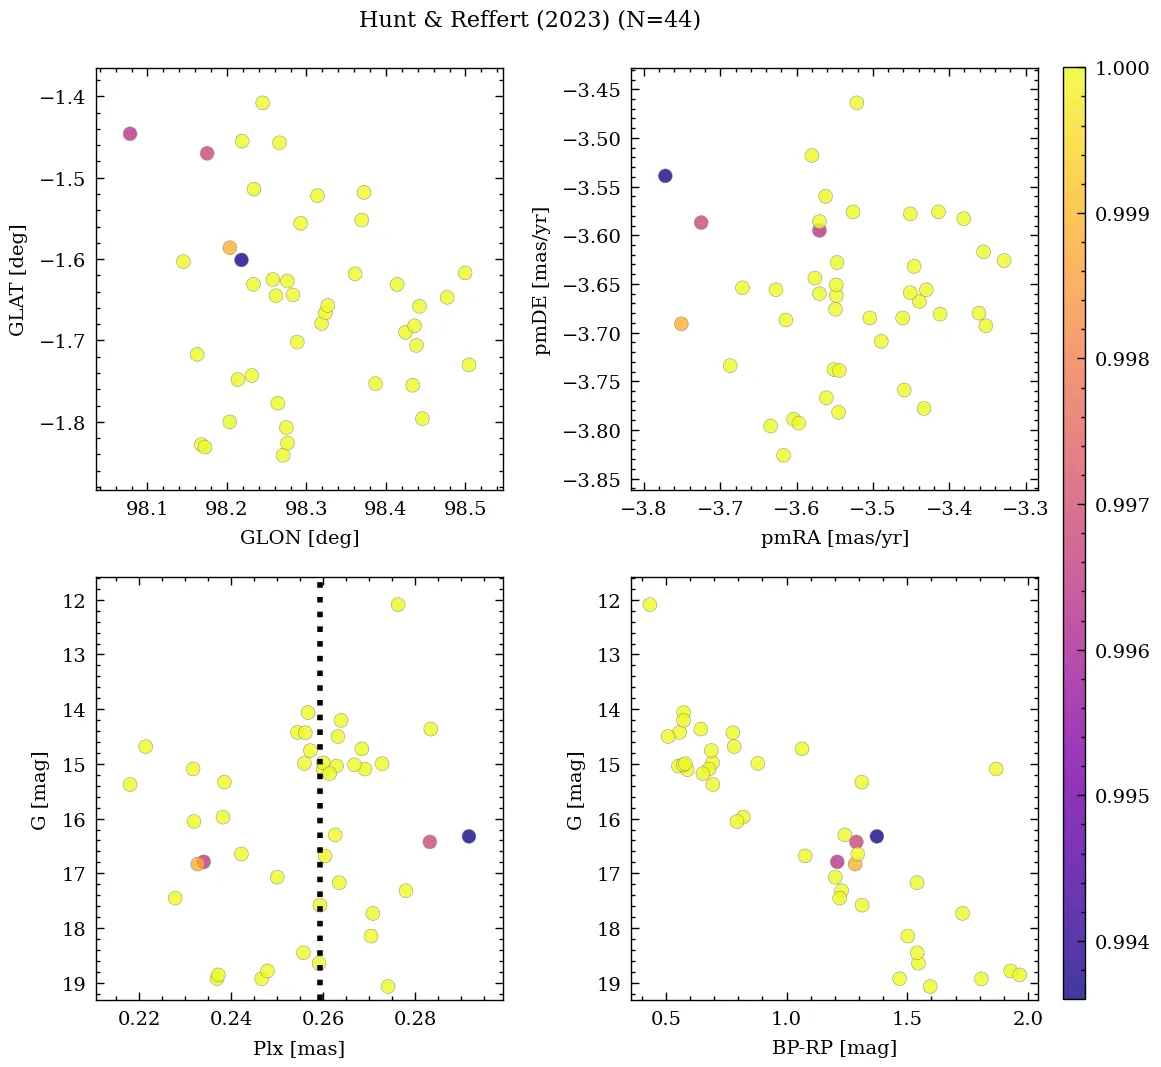 Hunt & Reffert (2023) (N=44)
−1.4
−1.5
−1.6
−1.7
−1.8
GLAT [deg]
98.1 98.2 98.3 98.4 98.5
GLON [deg]
−3.45
−3.50
−3.55
−3.60
−3.65
−3.70
−3.75
−3.80
−3.85
pmDE [mas/yr]
−3.8 −3.7 −3.6 −3.5 −3.4 −3.3
pmRA [mas/yr]
12
13
14
15
16
17
18
19
G [mag]
0.22 0.24 0.26 0.28
Plx [mas]
12
13
14
15
16
17
18
19
G [mag]
0.5 1.0 1.5 2.0
BP-RP [mag]
1.000
0.999
0.998
0.997
0.996
0.995
0.994